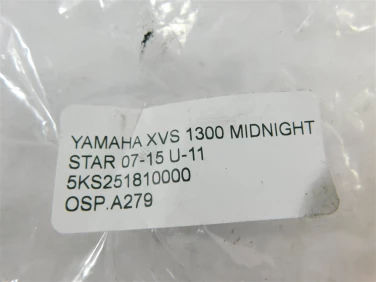 YAMAHA XVS 1300 MIDNIGHT
STAR 07-15 U-11
5KS251810000
OSP.A279